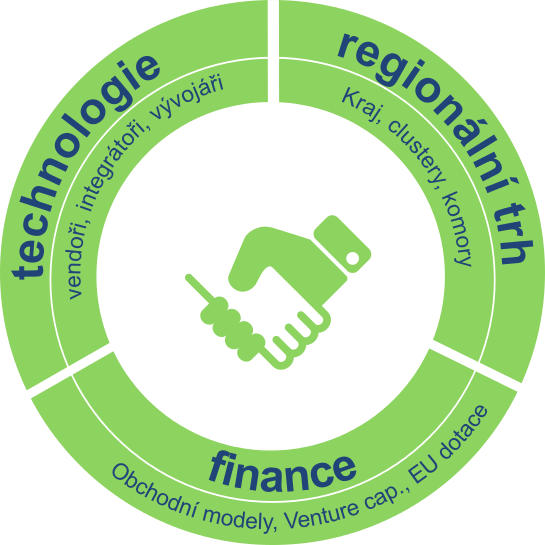 technologie
vendoři, integrátoři, vývojáři
regionální trh
Kraj, clustery, komory
finance
Obchodní modely, Venture cap., EU dotace